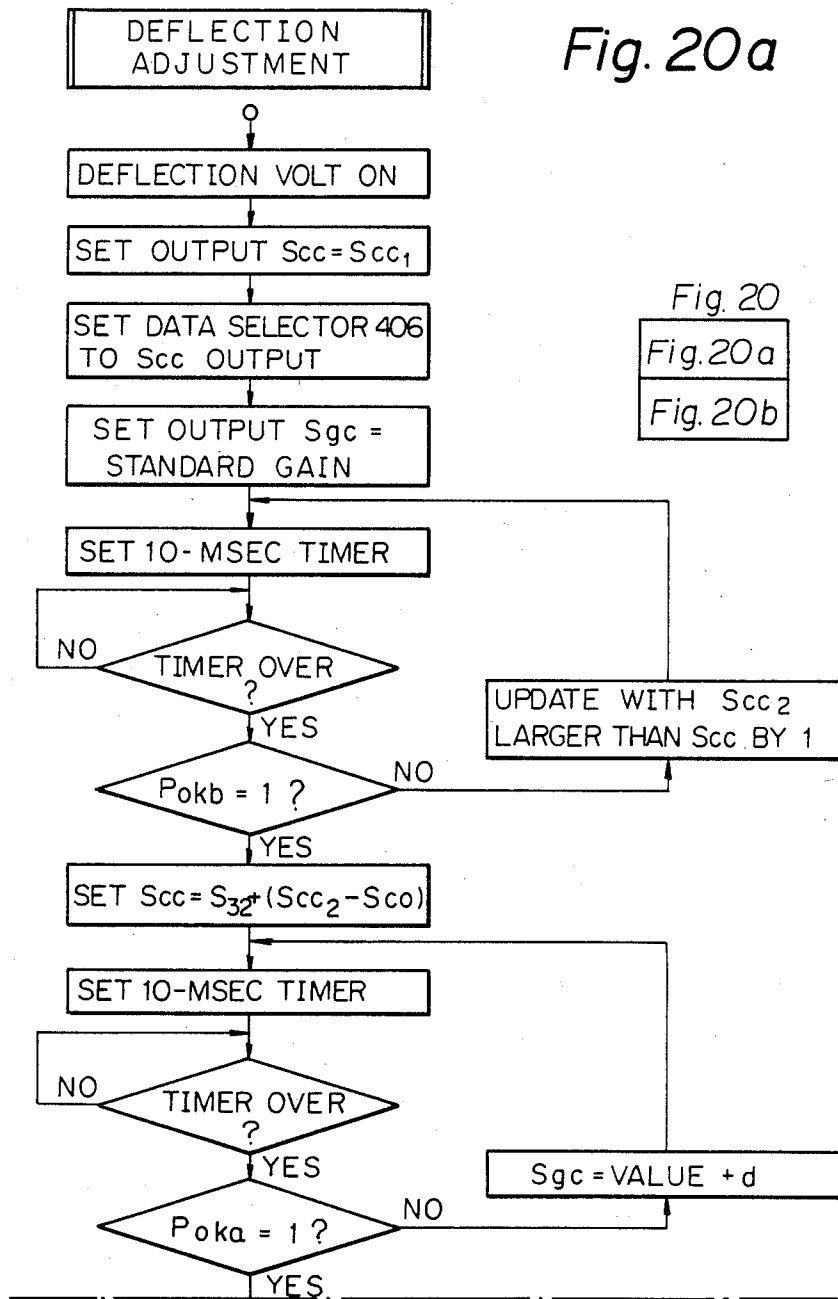 DEFLECTION
ADJUSTMENT
Fig. 20a
DEFLECTION VOLT ON
SET OUTPUT Scc = Scc1
SET DATA SELECTOR 406
TO Scc OUTPUT
Fig. 20
Fig. 20a
Fig. 20b
SET OUTPUT Sgc =
STANDARD GAIN
SET 10-MSEC TIMER
NO
TIMER OVER
?
YES
UPDATE WITH Scc2
LARGER THAN Scc BY 1
Pokb = 1 ?
NO
YES
SET Scc = S32+(Scc2-Sco)
SET 10-MSEC TIMER
NO
TIMER OVER
?
YES
Sgc = VALUE +d
Poka = 1 ?
NO
YES